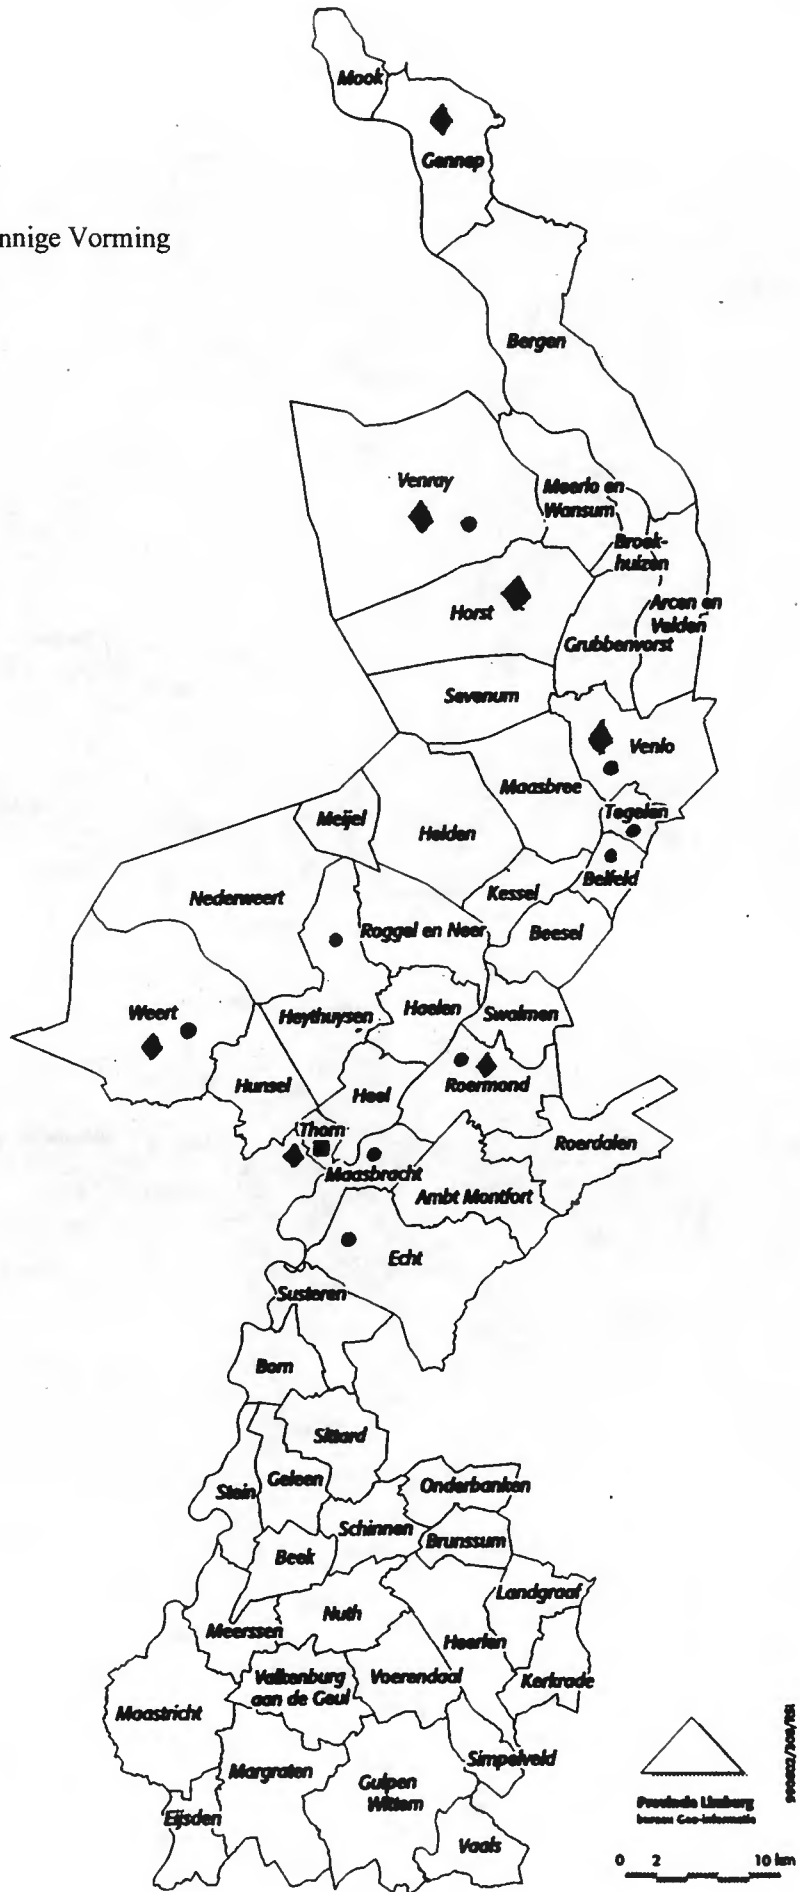 Mook
Gennep
nnige Vorming
Bergen
Venray
Meerlo en
Wansum
Broek-
huizen
Horst
Arcen en
Velden
Grubbenvorst
Sevenum
Venlo
Maasbree
Tegelen
Meijel
Helden
Belfeld
Kessel
Nederweert
Roggel en Neer
Beesel
Weert
Heythuysen
Haelen
Swalmen
Hunsel
Heel
Roermond
Thorn
Roerdalen
Maasbracht
Ambt Montfort
Echt
Susteren
Born
Sittard
Geleen
Stein
Onderbanken
Schinnen
Brunssum
Beek
Landgraaf
Nuth
Meerssen
Heerlen
Valkenburg
aan de Geul
Voerendaal
Kerkrade
Maastricht
Simpelveld
Margraten
Gulpen
Wittem
Eijsden
Vaals
Provincie Limburg
bureau Geo-informatie
0 2 10 km